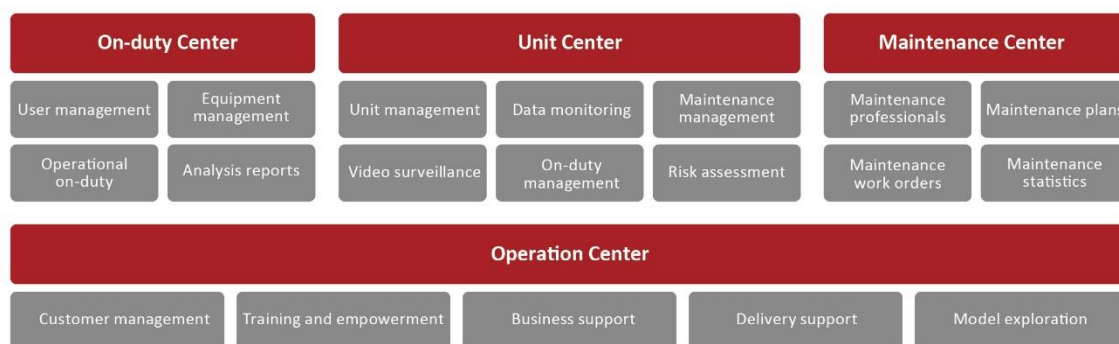 On-duty Center
Unit Center
Maintenance Center
User management
Equipment
management
Unit management
Data monitoring
Maintenance
management
Maintenance
professionals
Maintenance plans
Operational
on-duty
Analysis reports
Video surveillance
On-duty
management
Risk assessment
Maintenance
work orders
Maintenance
statistics
Operation Center
Customer management
Training and empowerment
Business support
Delivery support
Model exploration